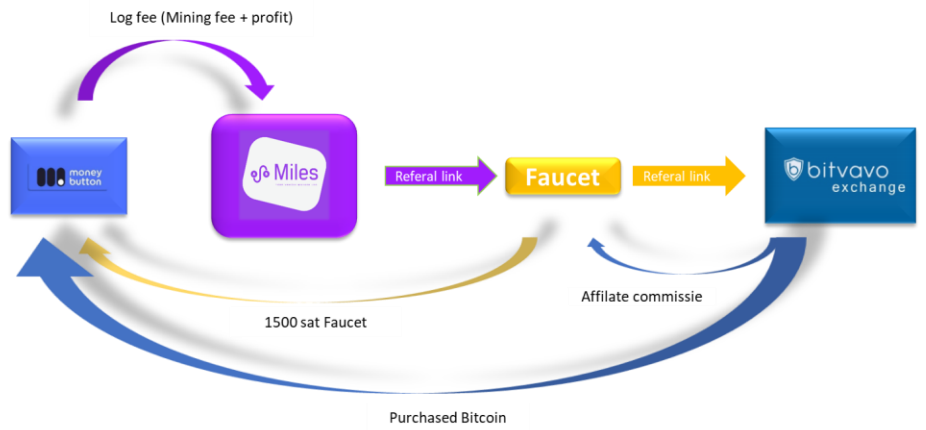 Log fee (Mining fee + profit)
money
button
Miles
Referal link
Faucet
Referal link
bitvavo
exchange
Affilate commissie
1500 sat Faucet
Purchased Bitcoin